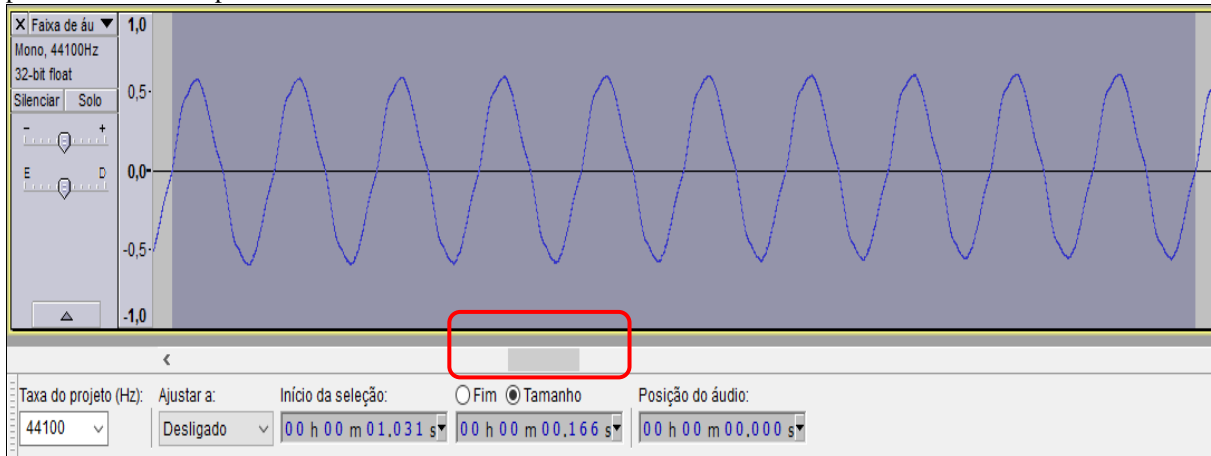 X Faixa de áu ▼ 1,0
Mono, 44100Hz
32-bit float
Silenciar Solo 0,5
- +
E D 0,0
-0,5
-1,0
Taxa do projeto (Hz): Ajustar a: Início da seleção: Fim Tamanho Posição do áudio:
44100 Desligado 00 h 00 m 01.031 s 00 h 00 m 00.166 s 00 h 00 m 00.000 s